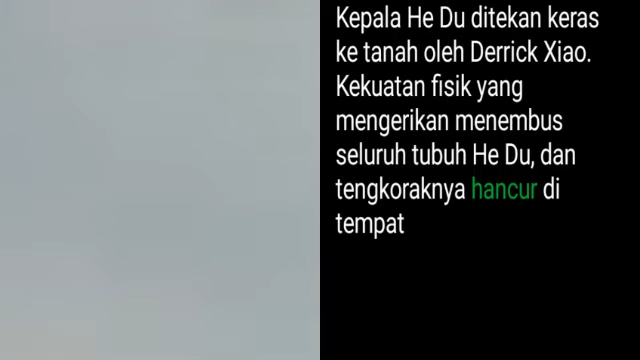 Kepala He Du ditekan keras
ke tanah oleh Derrick Xiao.
Kekuatan fisik yang
mengerikan menembus
seluruh tubuh He Du, dan
tengkoraknya hancur di
tempat